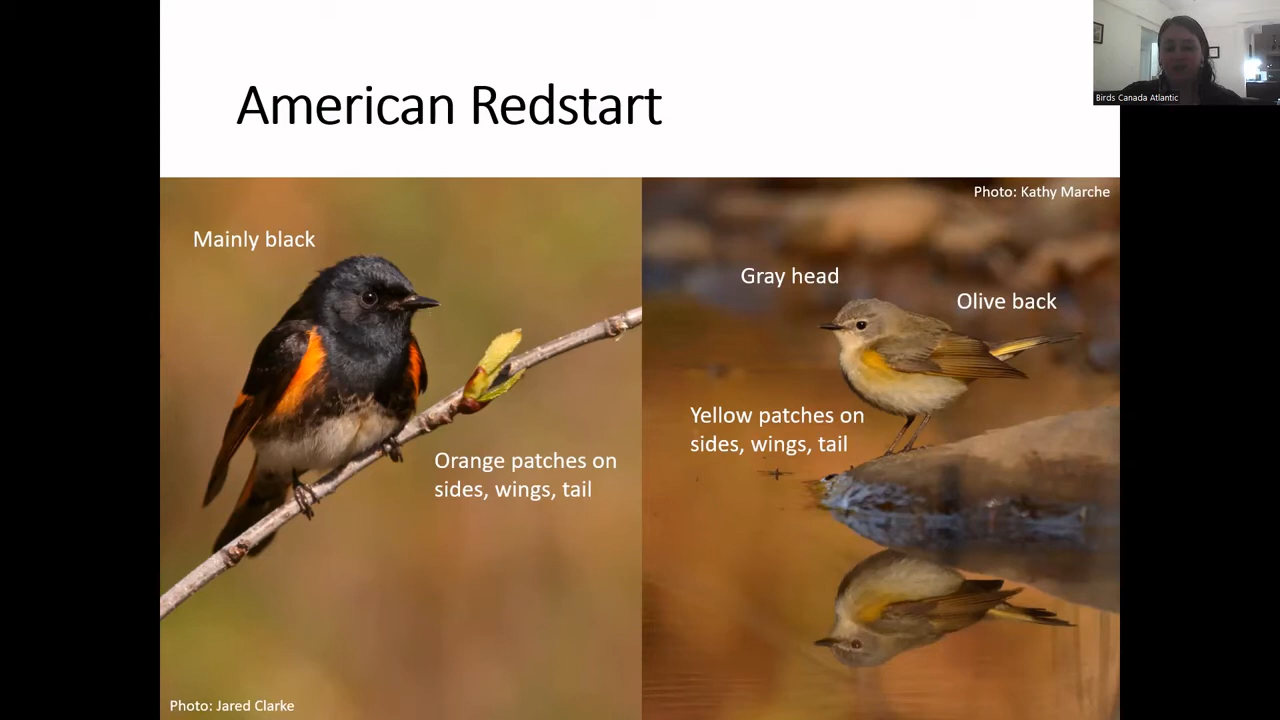 American Redstart
Birds Canada Atlantic
Photo: Kathy Marche
Mainly black
Gray head
Olive back
Yellow patches on
sides, wings, tail
Orange patches on
sides, wings, tail
Photo: Jared Clarke